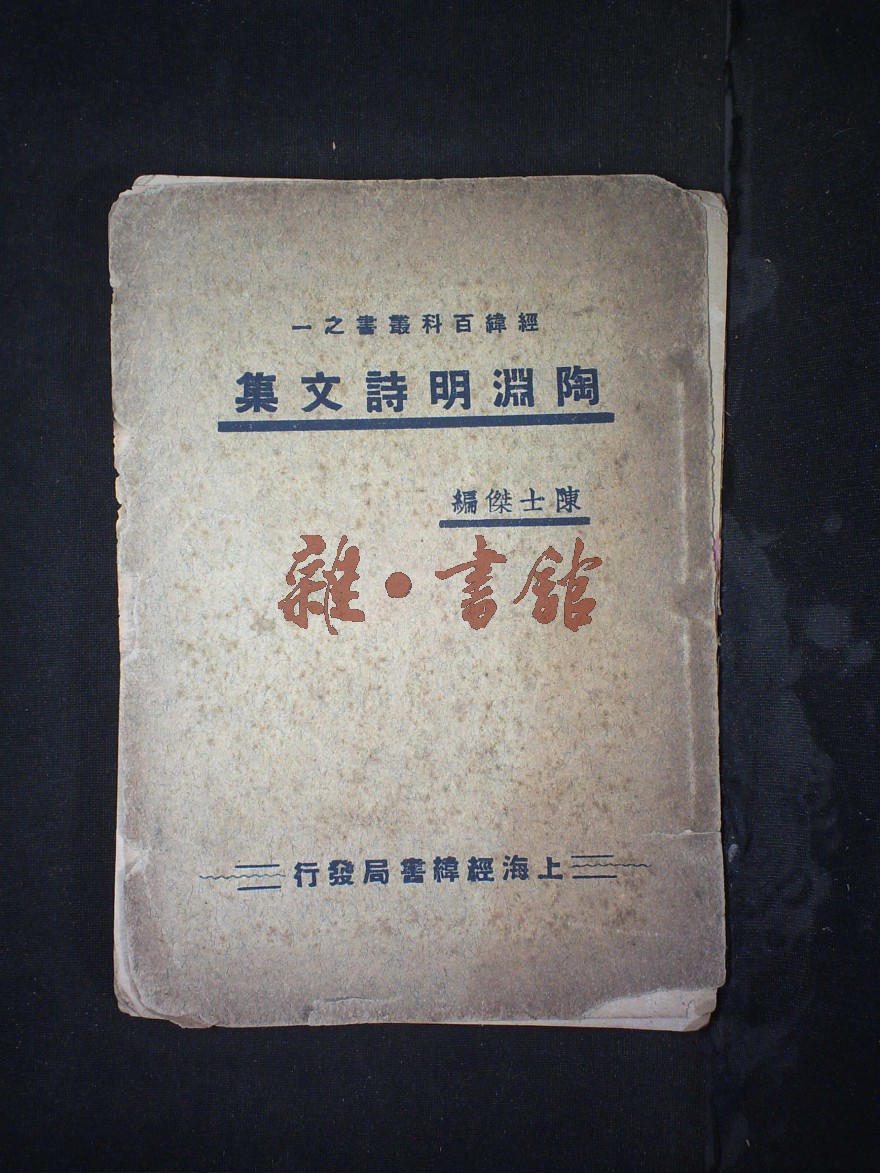 經緯百科叢書之一
陶淵明詩文集
陳士傑編
雜·書館
上海經緯書局發行